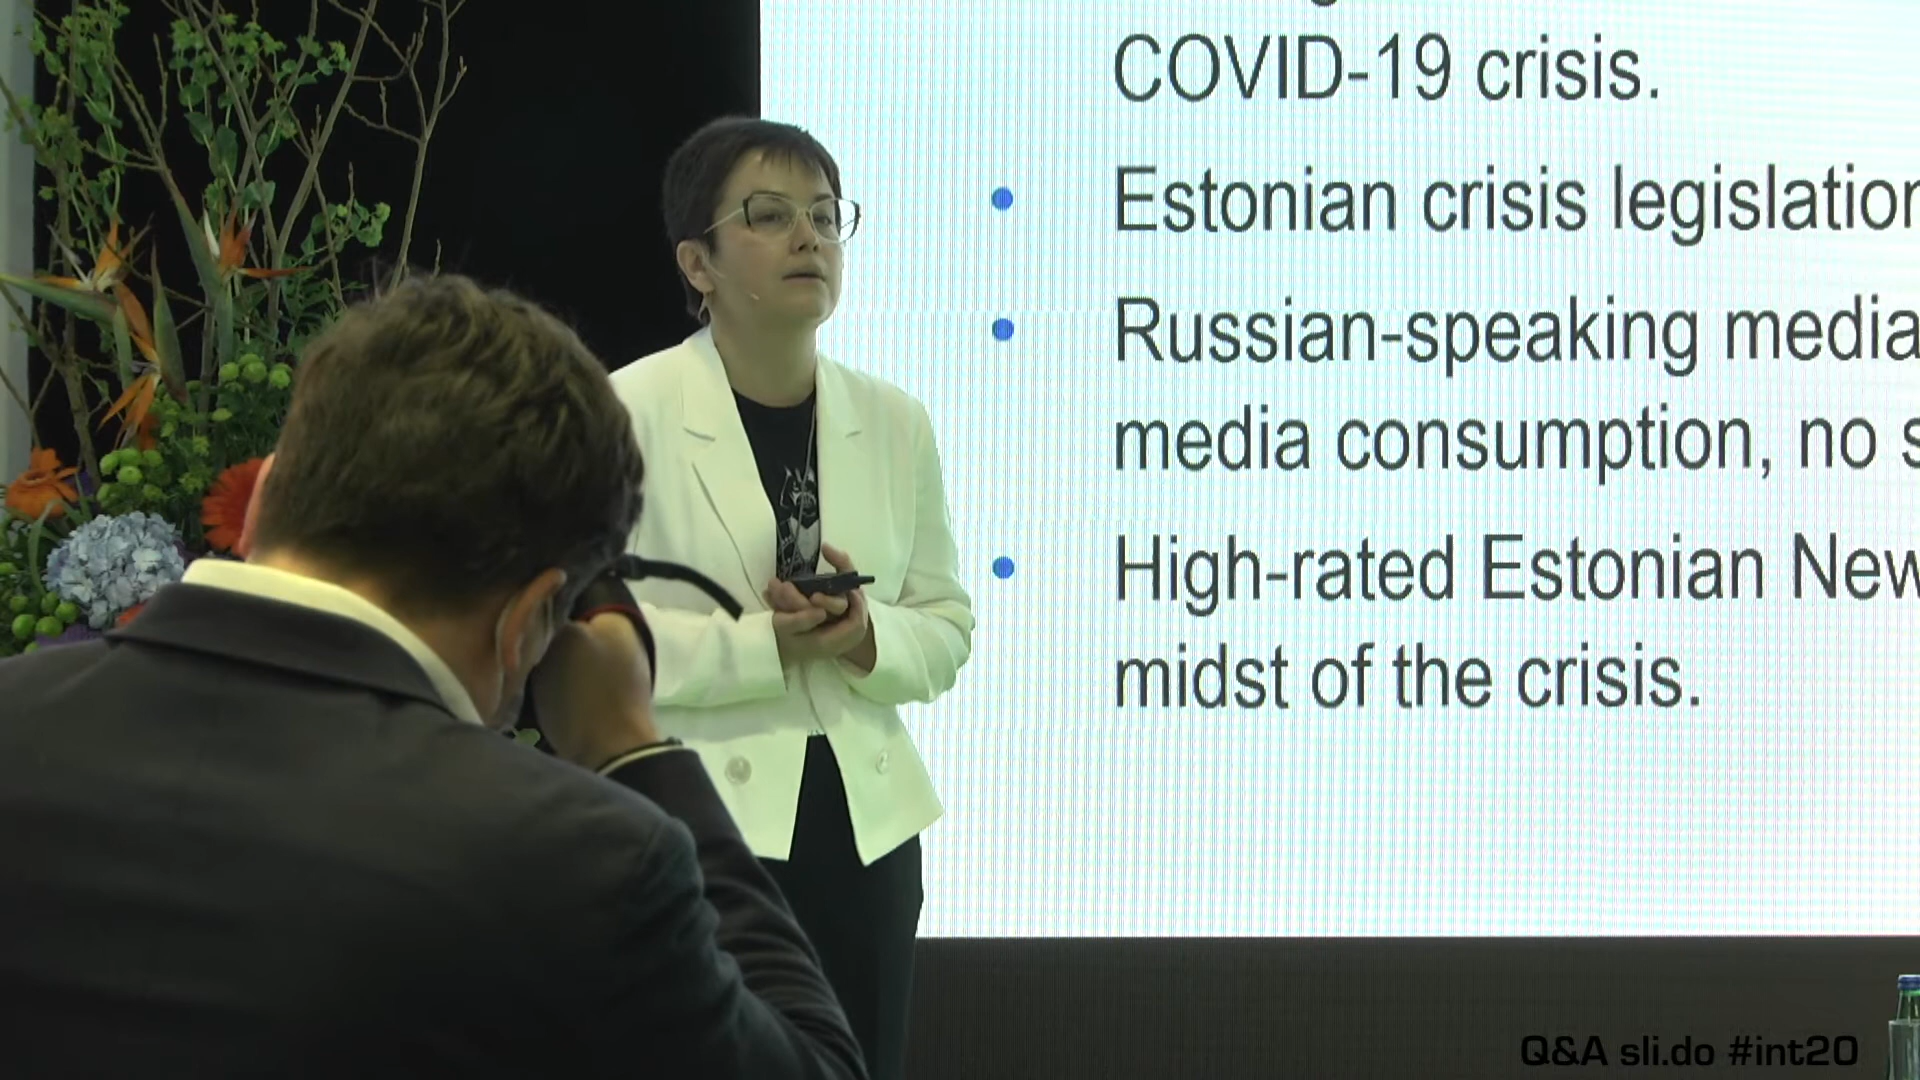 COVID-19 crisis.
Estonian crisis legislation
Russian-speaking media
media consumption, no s
High-rated Estonian New
midst of the crisis.
Q&A sli.do #int20